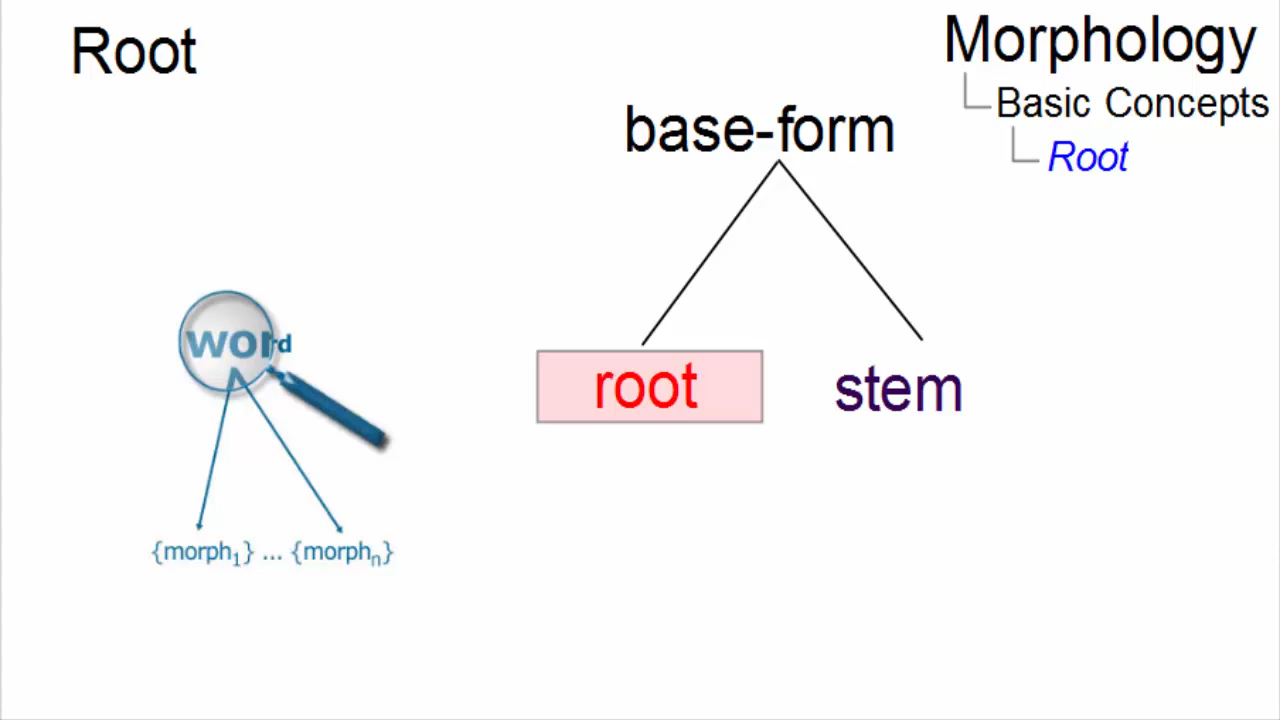 Root
Morphology
Basic Concepts
Root
base-form
root
stem
word
{morph1} ... {morphn}